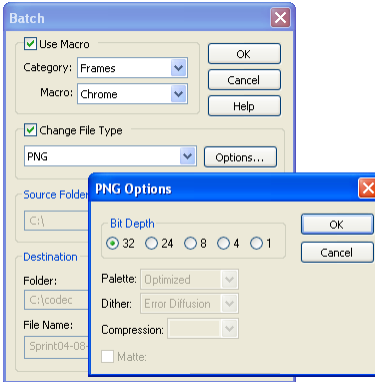 Batch
Use Macro
OK
Category: Frames
Cancel
Macro: Chrome
Help
Change File Type
PNG
Options...
Source Folder
C:\
PNG Options
Bit Depth
32 24 8 4 1
OK
Cancel
Palette: Optimized
Dither: Error Diffusion
Compression:
Matte:
Destination
Folder:
C:\codec
File Name:
Sprint04-08-